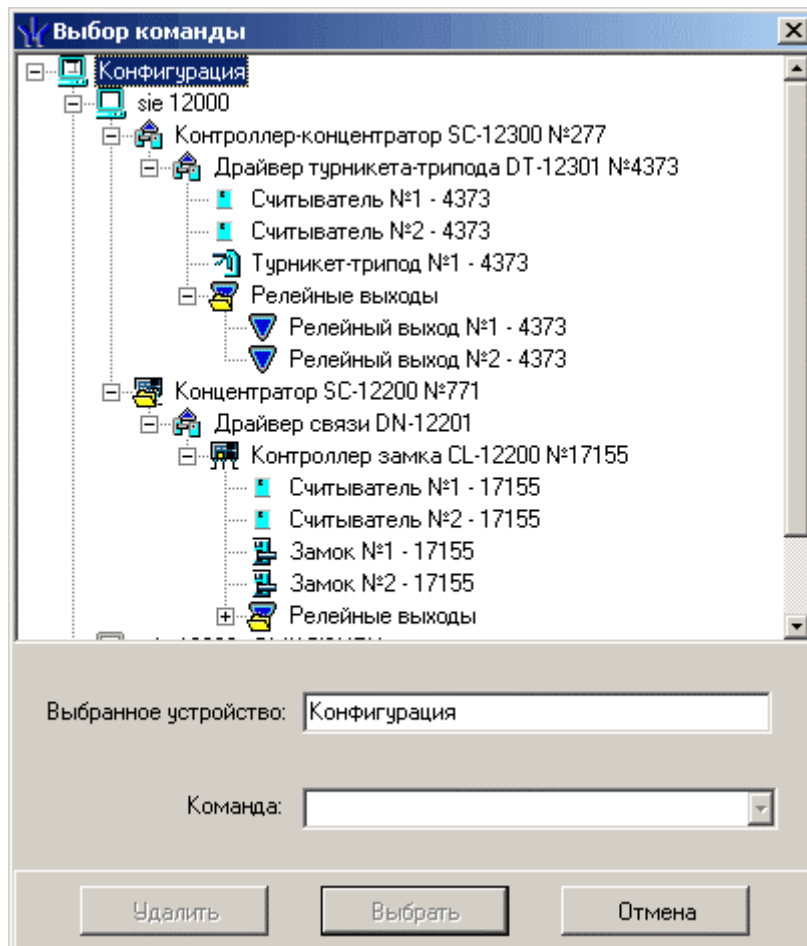 Выбор команды
Конфигурация
sie 12000
Контроллер-концентратор SC-12300 №277
Драйвер турникета-трипода DT-12301 №4373
Считыватель №1 - 4373
Считыватель №2 - 4373
Турникет-трипод №1 - 4373
Релейные выходы
Релейный выход №1 - 4373
Релейный выход №2 - 4373
Концентратор SC-12200 №771
Драйвер связи DN-12201
Контроллер замка CL-12200 №17155
Считыватель №1 - 17155
Считыватель №2 - 17155
Замок №1 - 17155
Замок №2 - 17155
Релейные выходы
Выбранное устройство: Конфигурация
Команда:
Удалить Выбрать Отмена